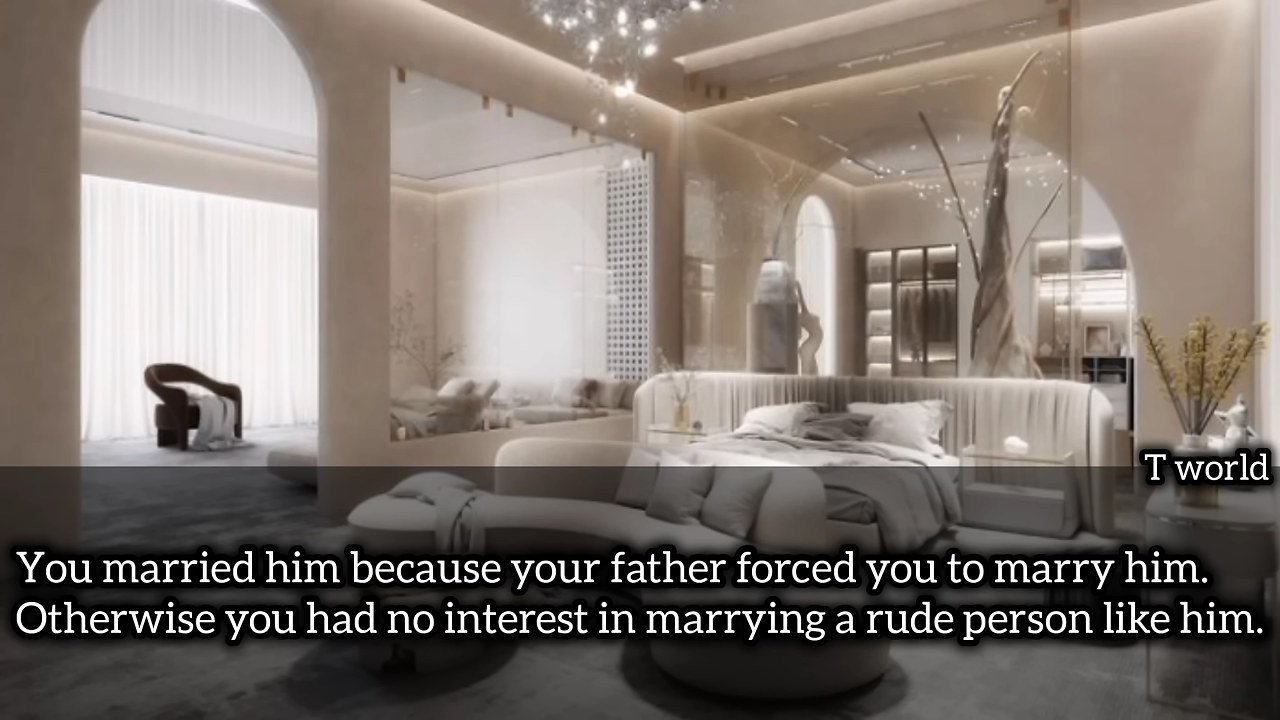 T world
You married him because your father forced you to marry him.
Otherwise you had no interest in marrying a rude person like him.